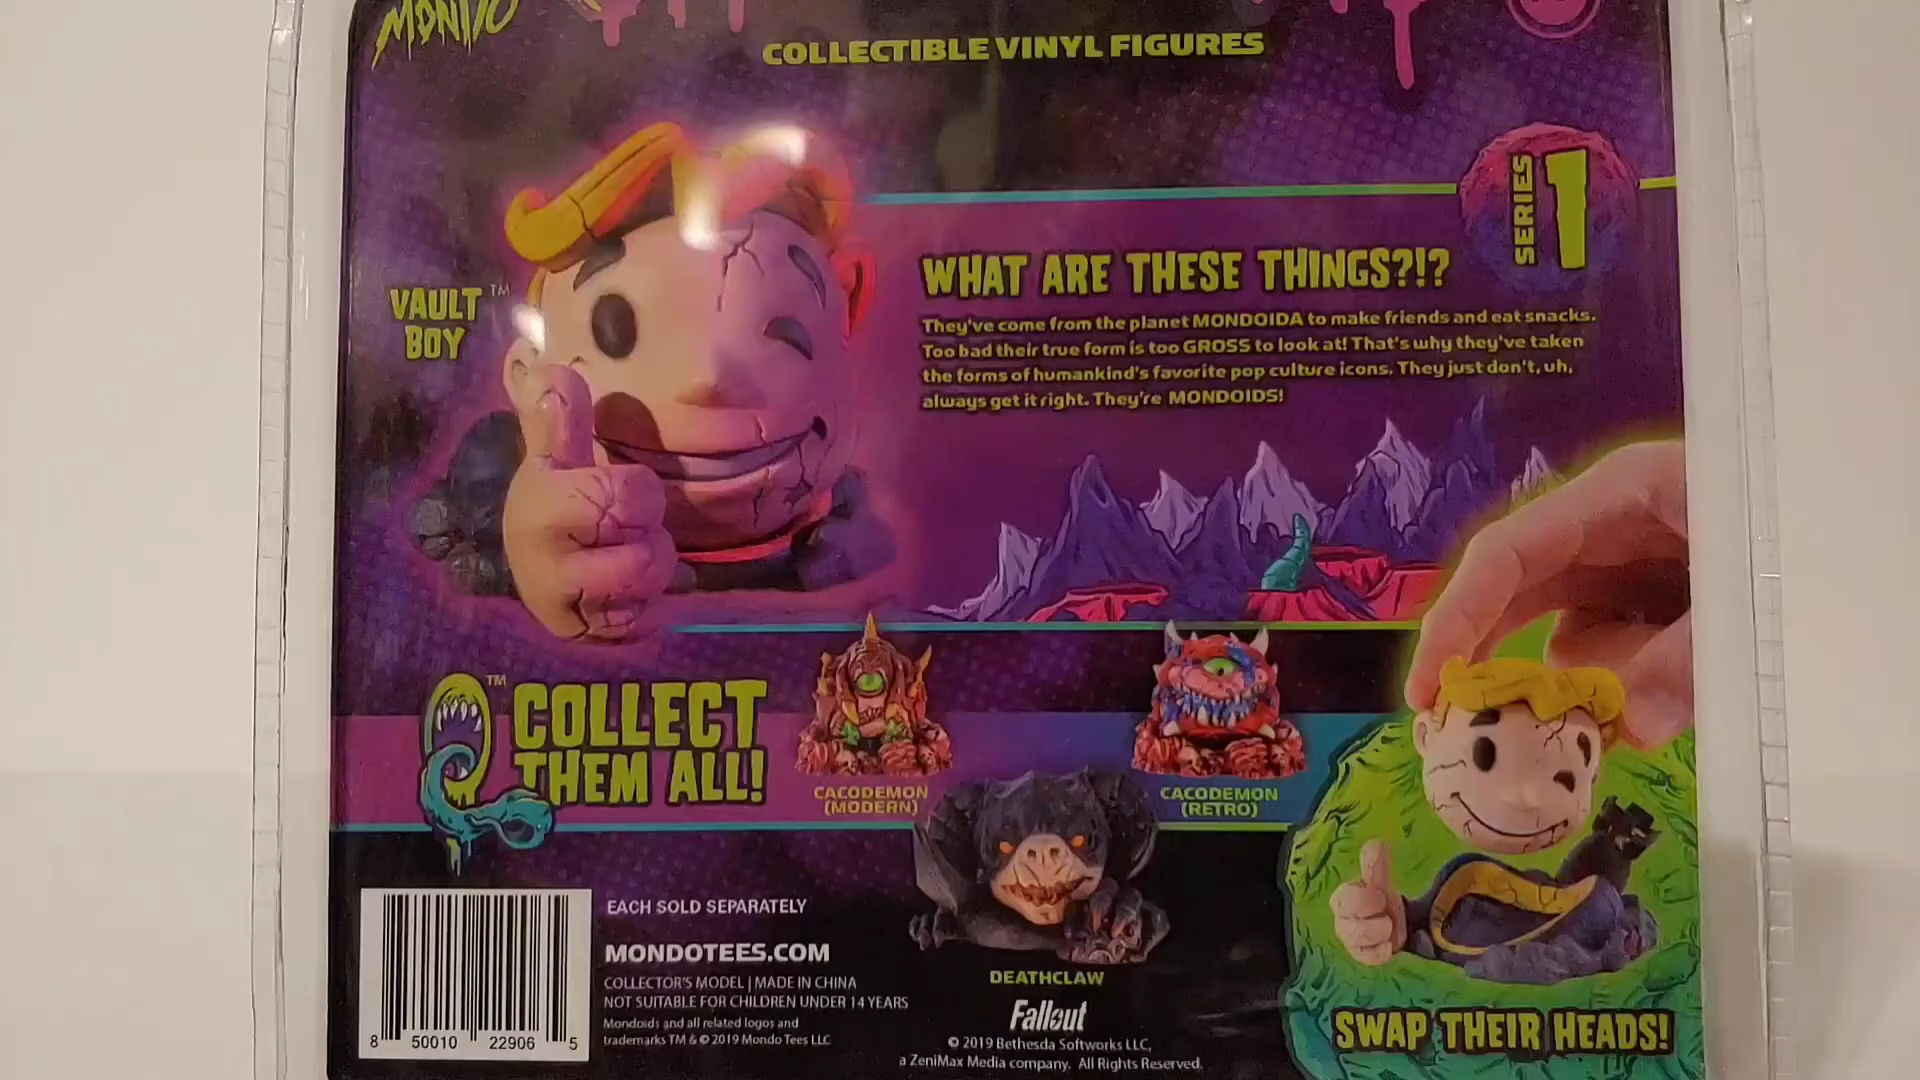 MONDO
COLLECTIBLE VINYL FIGURES
SERIES 1
VAULT ™
BOY
WHAT ARE THESE THINGS?!?
They've come from the planet MONDOIDA to make friends and eat snacks.
Too bad their true form is too GROSS to look at! That's why they've taken
the forms of humankind's favorite pop culture icons. They just don't, uh,
always get it right. They're MONDOIDS!
™
COLLECT
THEM ALL!
CACODEMON
(MODERN)
CACODEMON
(RETRO)
DEATHCLAW
EACH SOLD SEPARATELY
MONDOTEES.COM
COLLECTOR'S MODEL | MADE IN CHINA
NOT SUITABLE FOR CHILDREN UNDER 14 YEARS
Mondoids and all related logos and
trademarks TM & © 2019 Mondo Tees LLC
8 50010 22906 5
Fallout
© 2019 Bethesda Softworks LLC,
a ZeniMax Media company. All Rights Reserved.
SWAP THEIR HEADS!